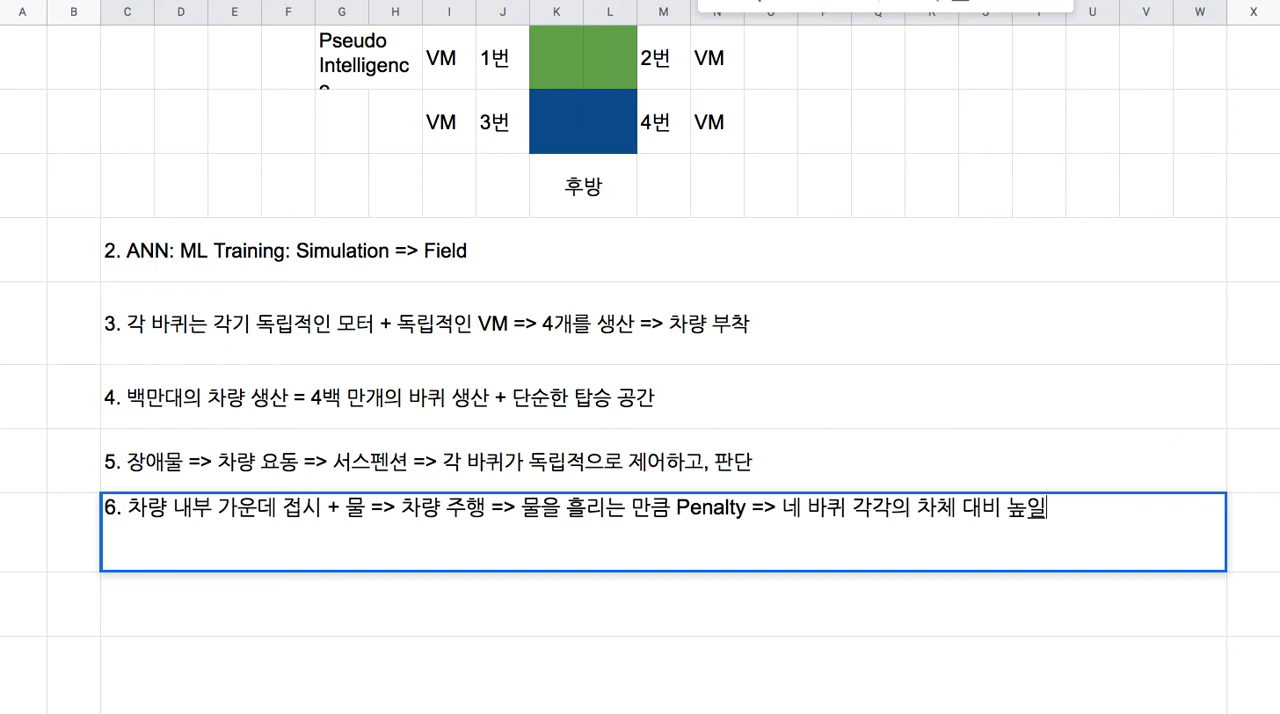 A B C D E F G H I J K L M N O P Q R S T U V W X
Pseudo
Intelligenc
VM 1번 2번 VM
VM 3번 4번 VM
후방
2. ANN: ML Training: Simulation => Field
3. 각 바퀴는 각기 독립적인 모터 + 독립적인 VM => 4개를 생산 => 차량 부착
4. 백만대의 차량 생산 = 4백 만개의 바퀴 생산 + 단순한 탑승 공간
5. 장애물 => 차량 요동 => 서스펜션 => 각 바퀴가 독립적으로 제어하고, 판단
6. 차량 내부 가운데 접시 + 물 => 차량 주행 => 물을 흘리는 만큼 Penalty => 네 바퀴 각각의 차체 대비 높일